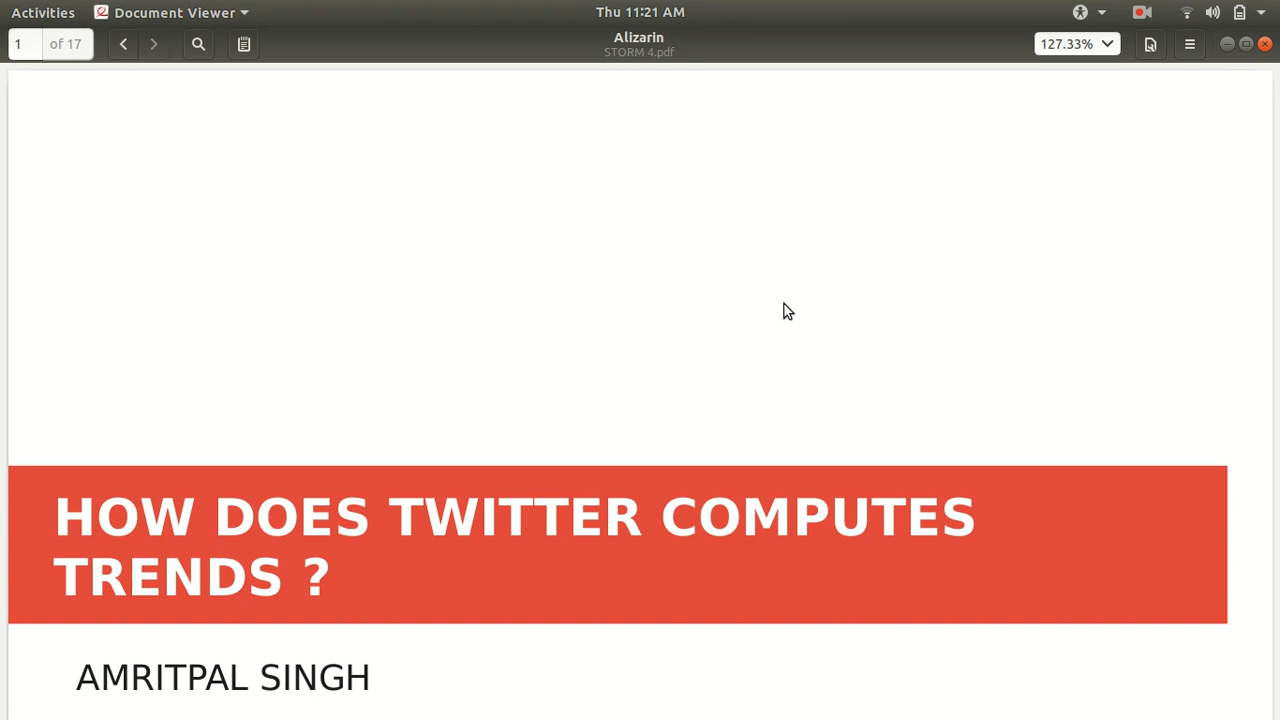 Activities Document Viewer Thu 11:21 AM
1 of 17 Alizarin 127.33%
STORM 4.pdf
HOW DOES TWITTER COMPUTES
TRENDS ?
AMRITPAL SINGH